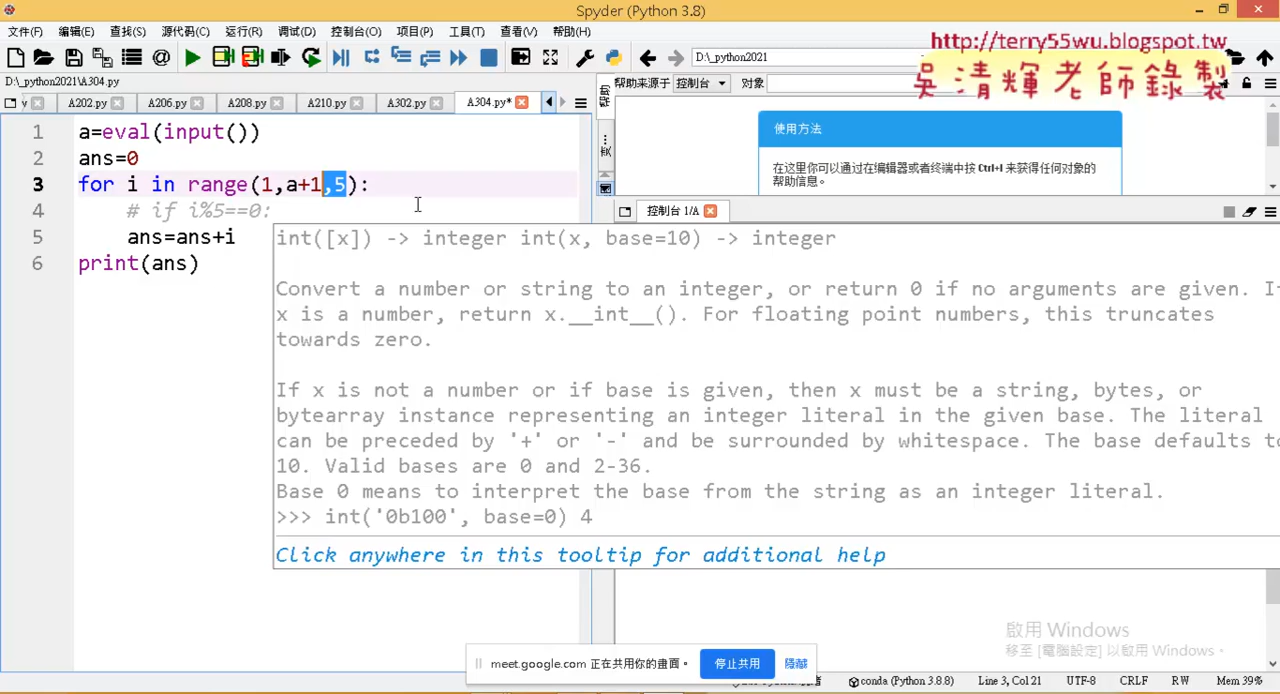 Spyder (Python 3.8)
文件(F) 编辑(E) 查找(S) 源代码(C) 运行(R) 调试(D) 控制台(O) 项目(P) 工具(T) 查看(V) 帮助(H)
http://terry55wu.blogspot.tw
D:\_python2021
吳清輝老師錄製
D:\_python2021\A304.py
帮助来源于 控制台 对象
y A202.py A206.py A208.py A210.py A302.py A304.py*
使用方法
1 a=eval(input())
2 ans=0
3 for i in range(1,a+1,5):
4 # if i%5==0:
5 ans=ans+i
6 print(ans)
在这里你可以通过在编辑器或者终端中按 Ctrl+I 来获得任何对象的
帮助信息。
控制台 1/A
int([x]) -> integer int(x, base=10) -> integer
Convert a number or string to an integer, or return 0 if no arguments are given. I
x is a number, return x.__int__(). For floating point numbers, this truncates
towards zero.
If x is not a number or if base is given, then x must be a string, bytes, or
bytearray instance representing an integer literal in the given base. The literal
can be preceded by '+' or '-' and be surrounded by whitespace. The base defaults to
10. Valid bases are 0 and 2-36.
Base 0 means to interpret the base from the string as an integer literal.
>>> int('0b100', base=0) 4
Click anywhere in this tooltip for additional help
啟用 Windows
移至 [電腦設定] 以啟用 Windows。
meet.google.com 正在共用你的畫面。 停止共用 隱藏
conda (Python 3.8.8) Line 3, Col 21 UTF-8 CRLF RW Mem 39%